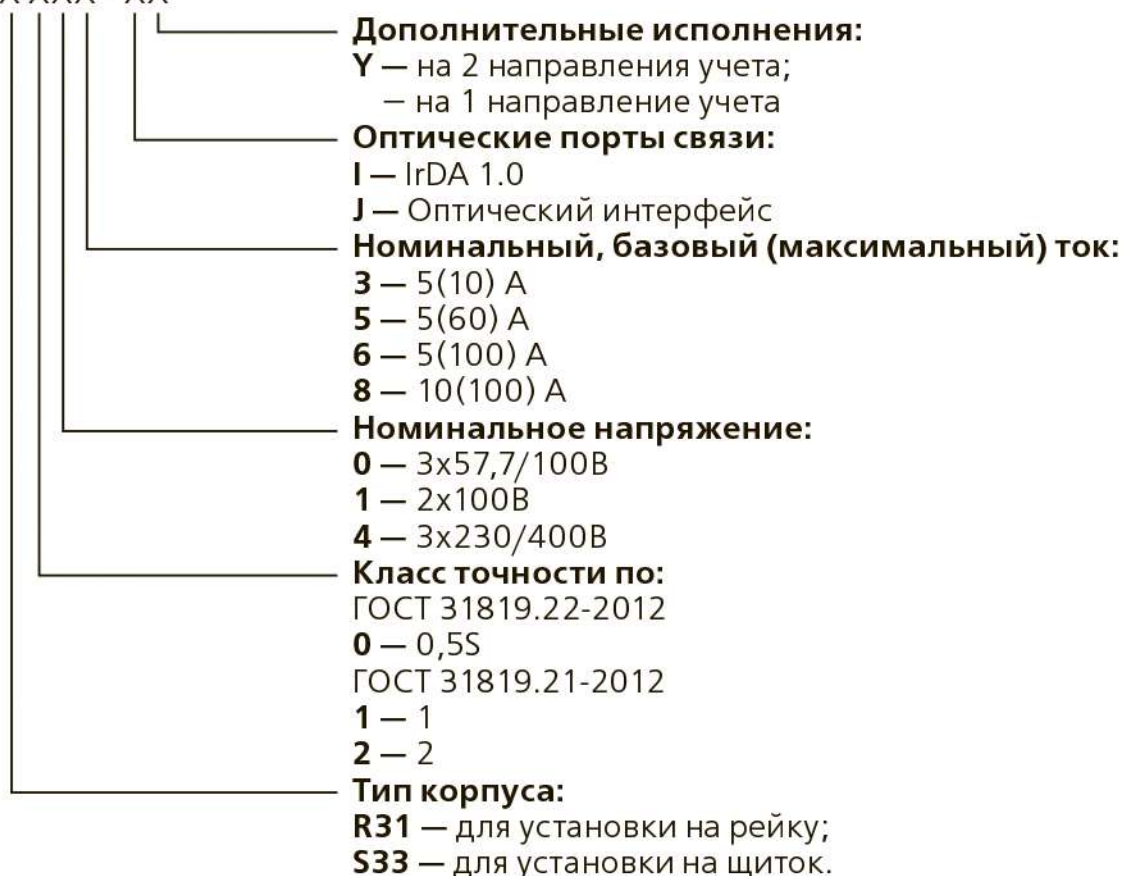 Дополнительные исполнения:
Y — на 2 направления учета;
— на 1 направление учета
Оптические порты связи:
I — IrDA 1.0
J — Оптический интерфейс
Номинальный, базовый (максимальный) ток:
3 — 5(10) А
5 — 5(60) А
6 — 5(100) А
8 — 10(100) А
Номинальное напряжение:
0 — 3х57,7/100В
1 — 2х100В
4 — 3х230/400В
Класс точности по:
ГОСТ 31819.22-2012
0 — 0,5S
ГОСТ 31819.21-2012
1 — 1
2 — 2
Тип корпуса:
R31 — для установки на рейку;
S33 — для установки на щиток.